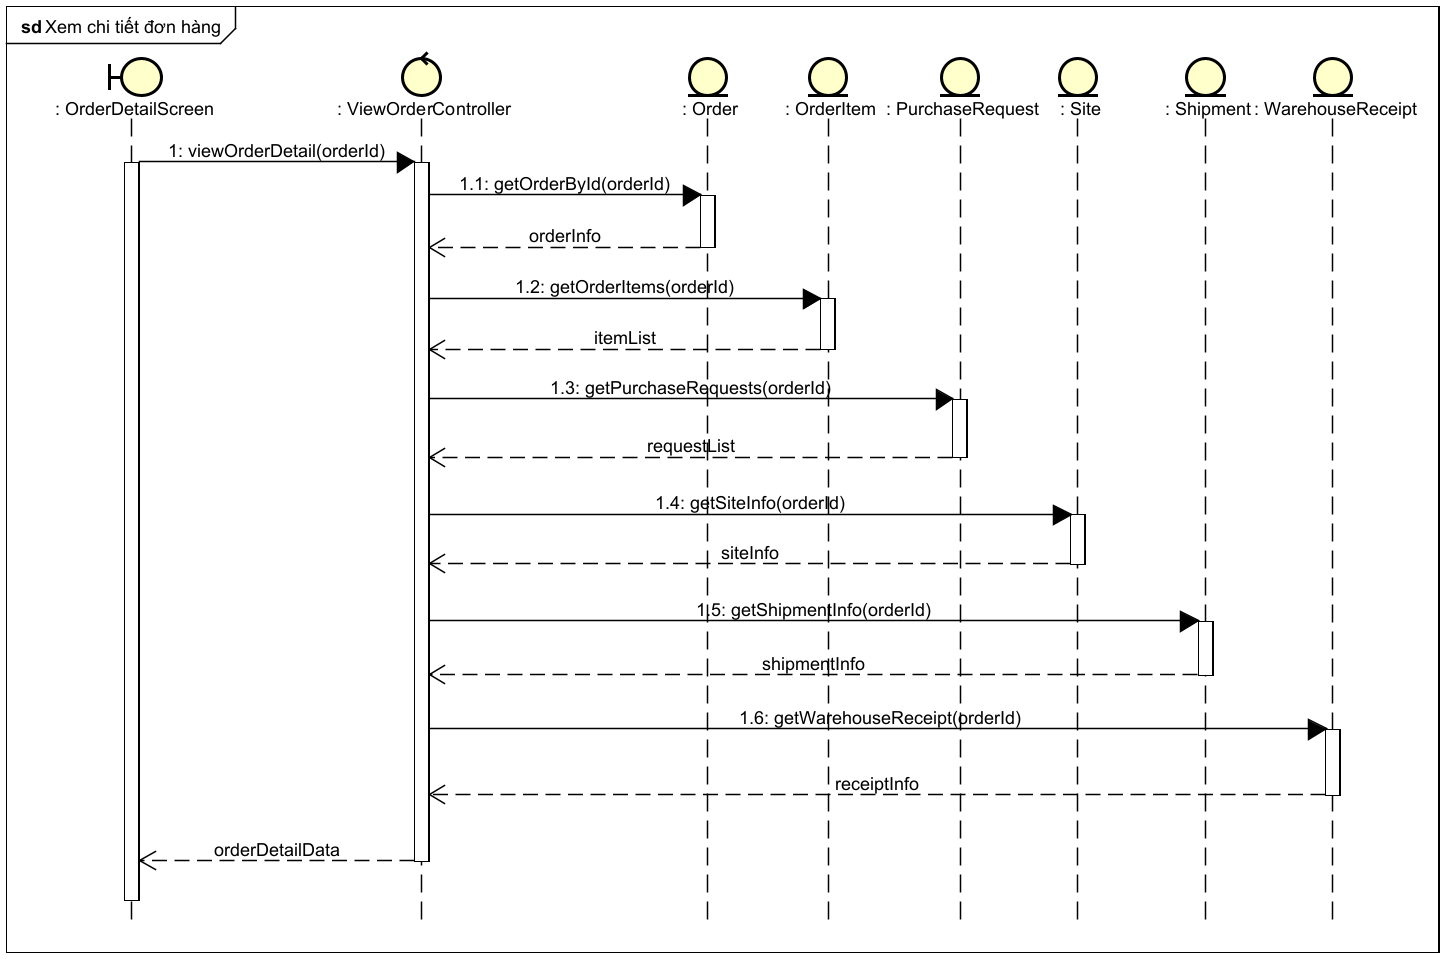 sd Xem chi tiết đơn hàng
: OrderDetailScreen
: ViewOrderController
: Order
: OrderItem
: PurchaseRequest
: Site
: Shipment
: WarehouseReceipt
1: viewOrderDetail(orderId)
1.1: getOrderById(orderId)
orderInfo
1.2: getOrderItems(orderId)
itemList
1.3: getPurchaseRequests(orderId)
requestList
1.4: getSiteInfo(orderId)
siteInfo
1.5: getShipmentInfo(orderId)
shipmentInfo
1.6: getWarehouseReceipt(orderId)
receiptInfo
orderDetailData